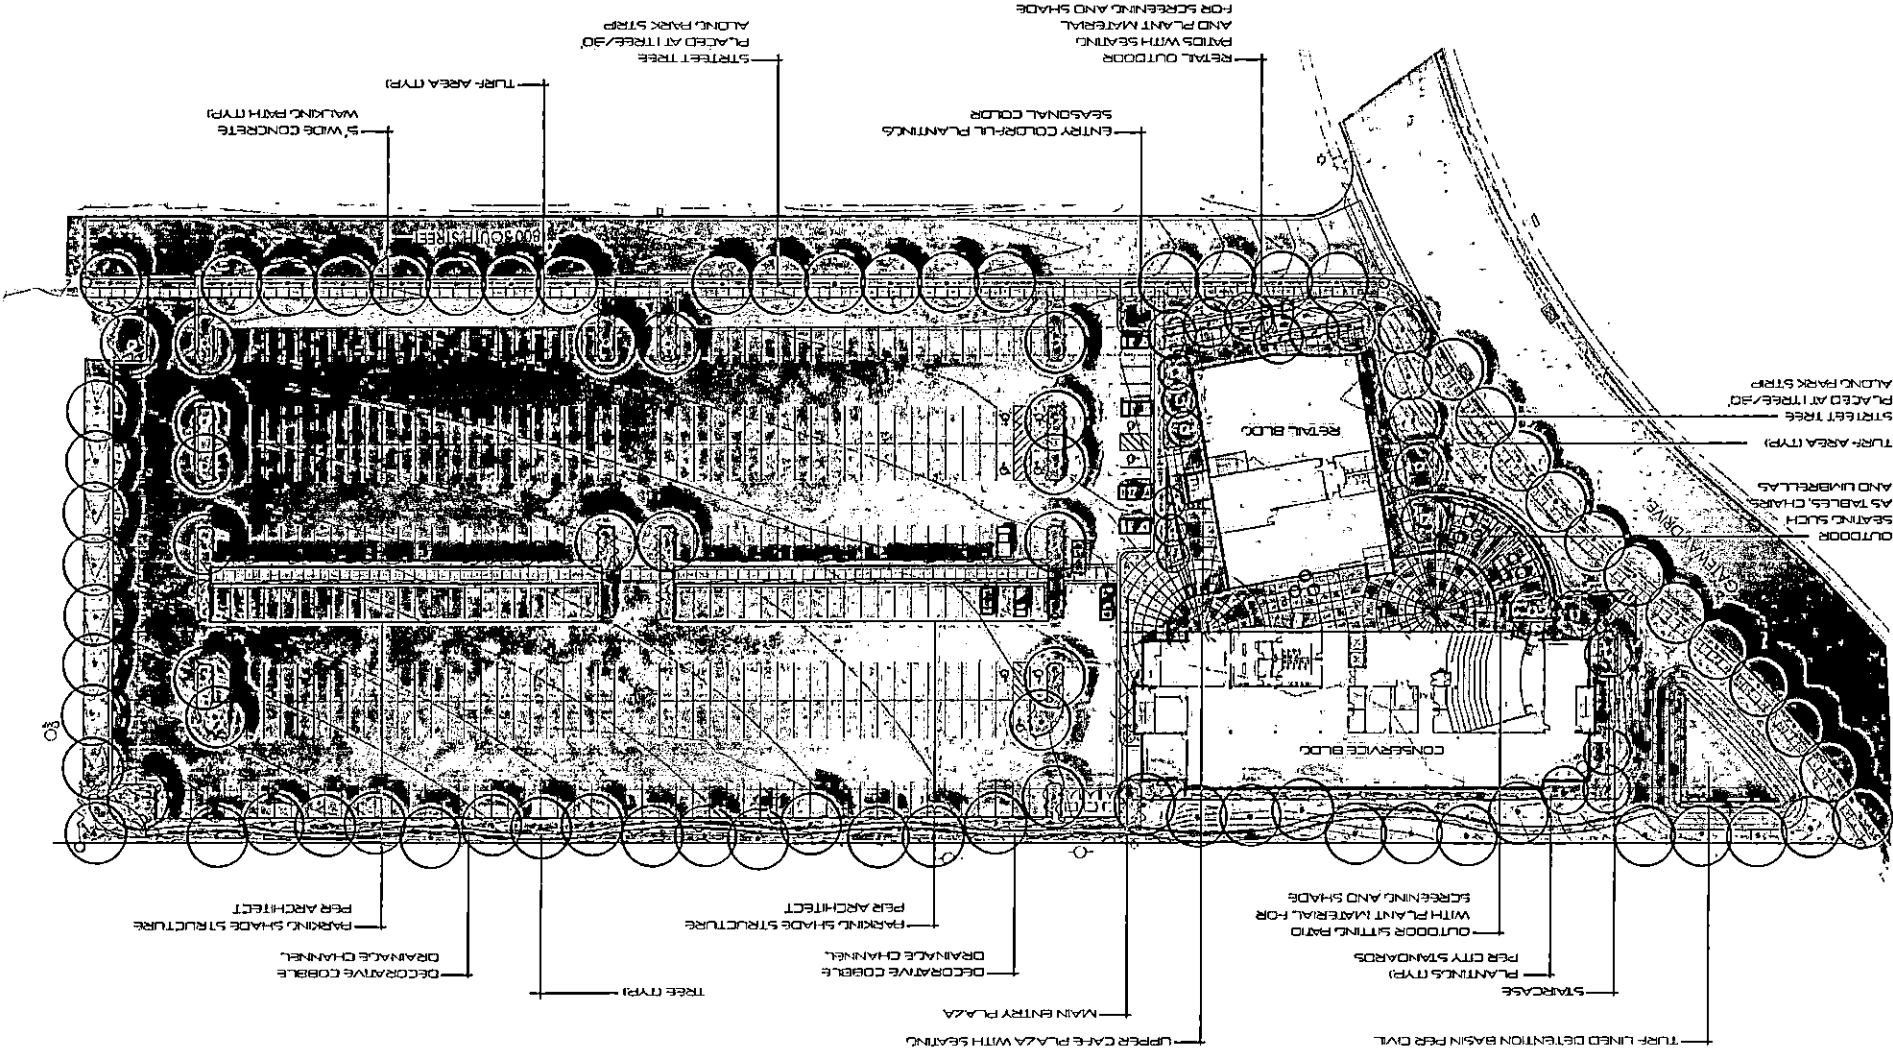 TURF LINED DETENTION BASIN PER CIVIL
UPPER CAFE PLAZA WITH SEATING
MAIN ENTRY PLAZA
STAIRCASE
TREE (TYP)
PLANTINGS (TYP)
PER CITY STANDARDS
DECORATIVE COBBLE
DRAINAGE CHANNEL
DECORATIVE COBBLE
DRAINAGE CHANNEL
OUTDOOR SITTING PATIO
WITH PLANT MATERIAL FOR
SCREENING AND SHADE
PARKING SHADE STRUCTURE
PER ARCHITECT
PARKING SHADE STRUCTURE
PER ARCHITECT
CONSERVICE BLDG
OUTDOOR
SEATING SUCH
AS TABLES, CHAIRS
AND UMBRELLAS
DRIVE
TURF AREA (TYP)
RETAIL BLDG
STREET TREE
PLACED AT 1 TREE/30'
ALONG PARK STRIP
SOUTH STREET
ENTRY COLORFUL PLANTINGS
SEASONAL COLOR
5' WIDE CONCRETE
WALKING PATH (TYP)
TURF AREA (TYP)
RETAIL OUTDOOR
PATIOS WITH SEATING
AND PLANT MATERIAL
FOR SCREENING AND SHADE
STREET TREE
PLACED AT 1 TREE/30'
ALONG PARK STRIP